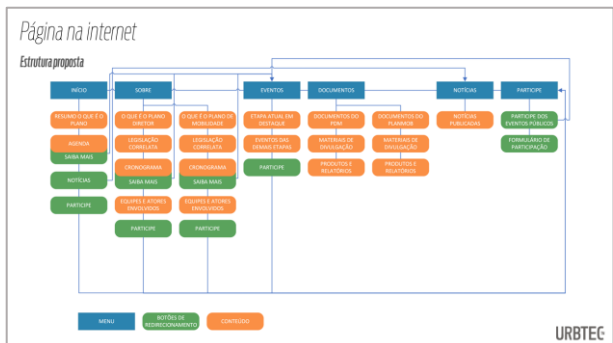 Página na internet
Estrutura proposta
INÍCIO
SOBRE
EVENTOS
DOCUMENTOS
NOTÍCIAS
PARTICIPE
RESUMO O QUE É O
PLANO
AGENDA
SAIBA MAIS
NOTÍCIAS
PARTICIPE
O QUE É O PLANO
DIRETOR
LEGISLAÇÃO
CORRELATA
CRONOGRAMA
SAIBA MAIS
EQUIPES E ATORES
ENVOLVIDOS
PARTICIPE
O QUE É O PLANO DE
MOBILIDADE
LEGISLAÇÃO
CORRELATA
CRONOGRAMA
SAIBA MAIS
EQUIPES E ATORES
ENVOLVIDOS
PARTICIPE
ETAPA ATUAL EM
DESTAQUE
EVENTOS DAS
DEMAIS ETAPAS
PARTICIPE
DOCUMENTOS DO
PDM
MATERIAIS DE
DIVULGAÇÃO
PRODUTOS E
RELATÓRIOS
DOCUMENTOS DO
PLANMOB
MATERIAIS DE
DIVULGAÇÃO
PRODUTOS E
RELATÓRIOS
NOTÍCIAS
PUBLICADAS
PARTICIPE DOS
EVENTOS PÚBLICOS
FORMULÁRIO DE
PARTICIPAÇÃO
MENU
BOTÕES DE
REDIRECIONAMENTO
CONTEÚDO
URBTEC